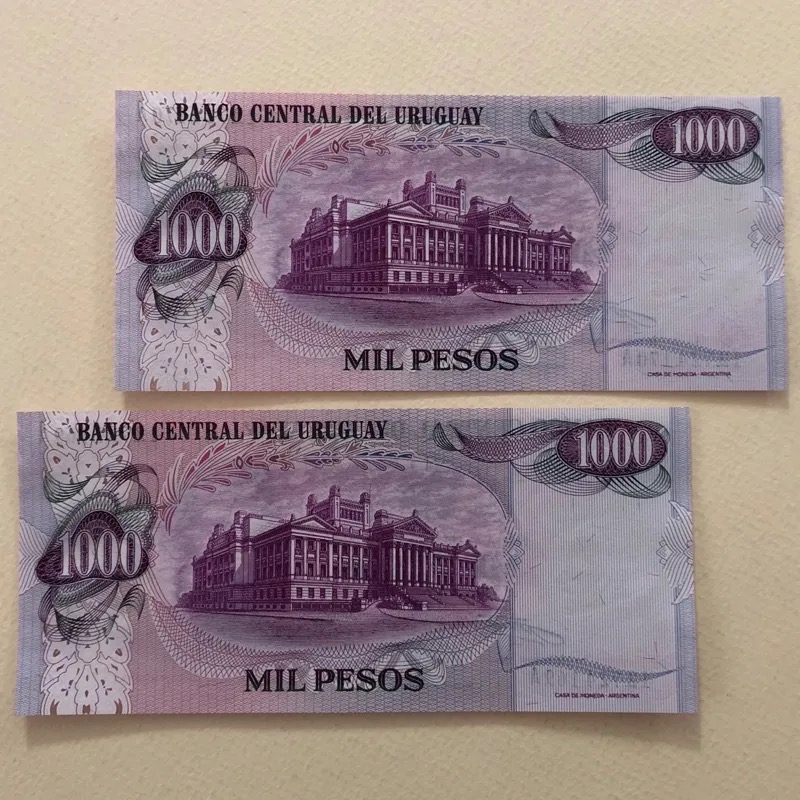 BANCO CENTRAL DEL URUGUAY
1000
1000
MIL PESOS
CASA DE MONEDA - ARGENTINA
BANCO CENTRAL DEL URUGUAY
1000
1000
MIL PESOS
CASA DE MONEDA - ARGENTINA